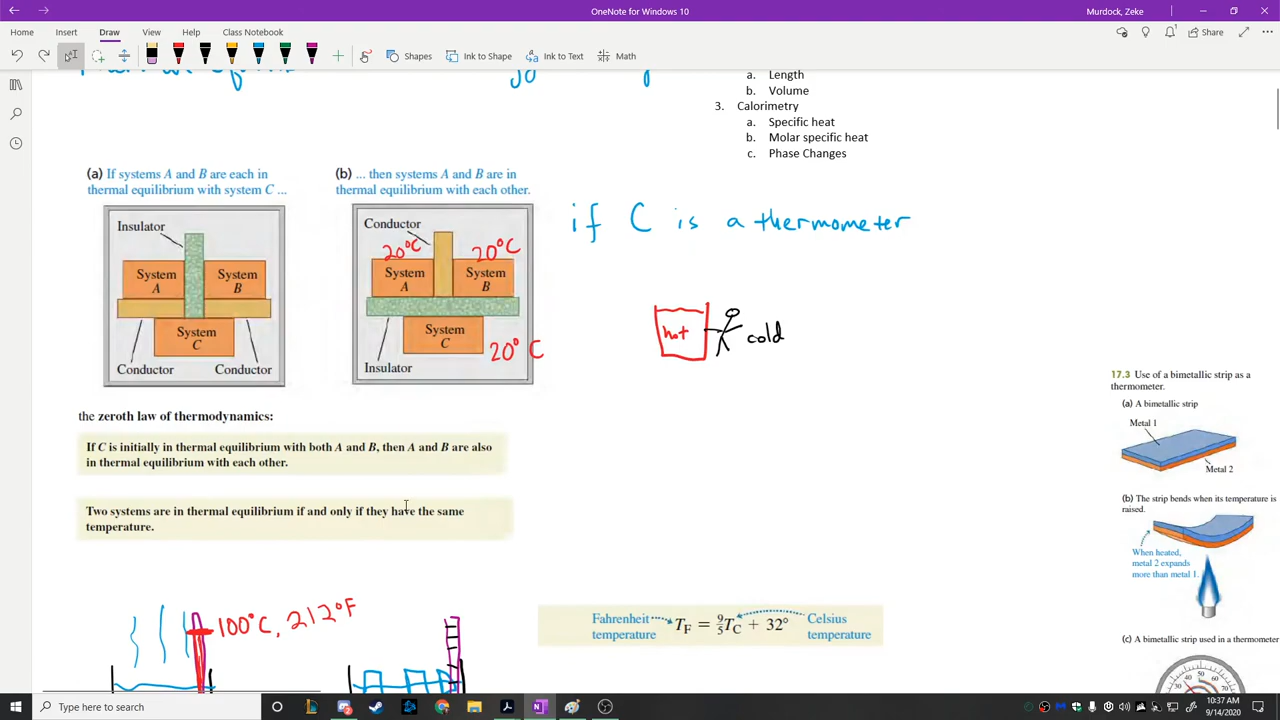 OneNote for Windows 10
Murdock, Zeke
Home Insert Draw View Help Class Notebook
Share
Shapes Ink to Shape Ink to Text Math
a. Length
b. Volume
3. Calorimetry
a. Specific heat
b. Molar specific heat
c. Phase Changes
(a) If systems A and B are each in
thermal equilibrium with system C ...
Insulator
System
A
System
B
System
C
Conductor
Conductor
(b) ... then systems A and B are in
thermal equilibrium with each other.
Conductor
20°C
20°C
System
A
System
B
System
C
20° C
Insulator
if C is a thermometer
hot
cold
the zeroth law of thermodynamics:
If C is initially in thermal equilibrium with both A and B, then A and B are also
in thermal equilibrium with each other.
Two systems are in thermal equilibrium if and only if they have the same
temperature.
17.3 Use of a bimetallic strip as a
thermometer.
(a) A bimetallic strip
Metal 1
Metal 2
(b) The strip bends when its temperature is
raised.
When heated,
metal 2 expands
more than metal 1.
(c) A bimetallic strip used in a thermometer
30 40 50 60 70
100°C, 212°F
Fahrenheit
temperature
TF = 9/5 TC + 32°
Celsius
temperature
Type here to search
10:37 AM
9/14/2020